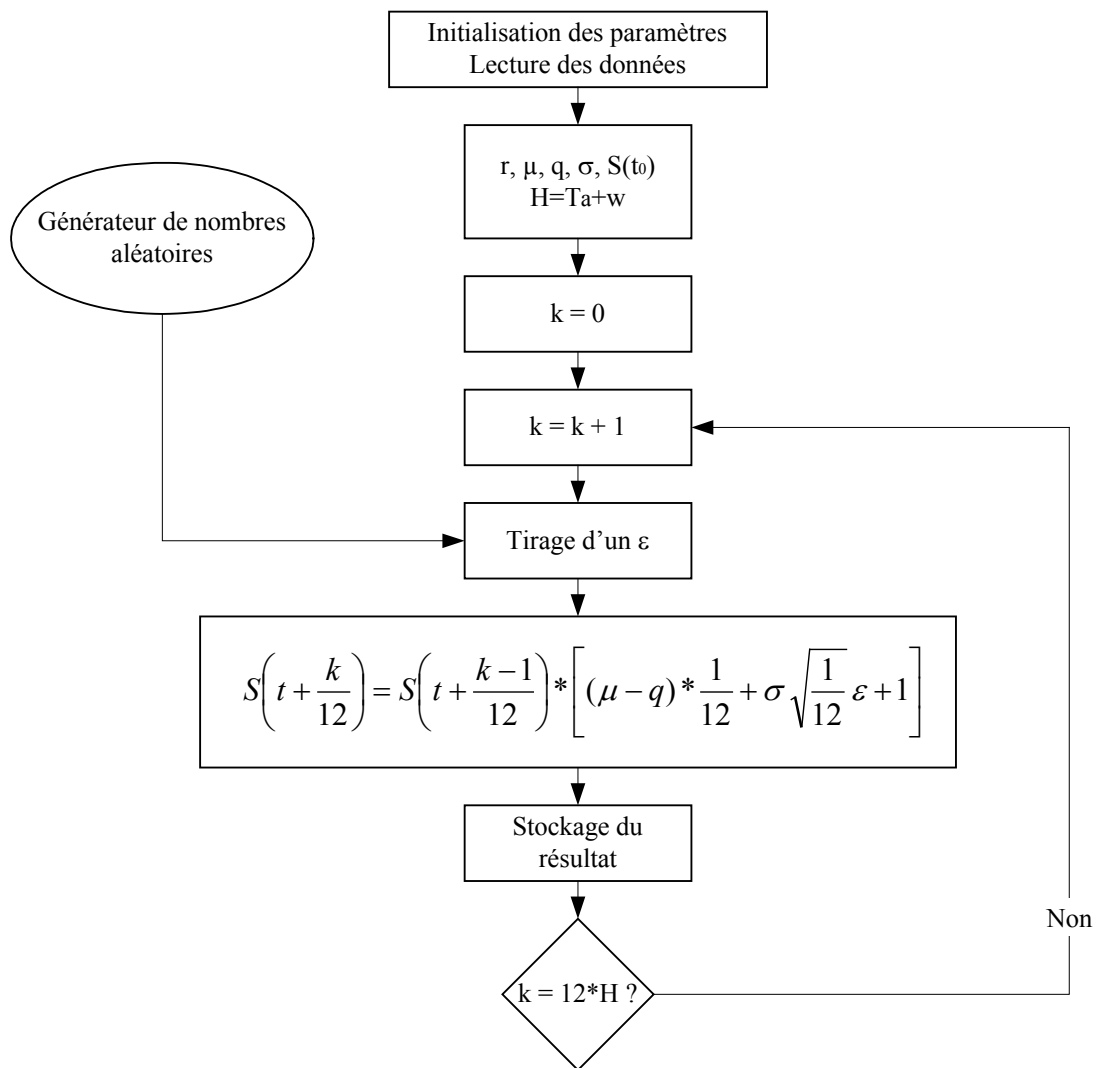 Initialisation des paramètres
Lecture des données
r, μ, q, σ, S(t₀)
H=Ta+w
Générateur de nombres
aléatoires
k = 0
k = k + 1
Tirage d’un ε
S(t + k/12) = S(t + (k−1)/12) * [(μ − q) * 1/12 + σ √(1/12) ε + 1]
Stockage du
résultat
Non
k = 12*H ?